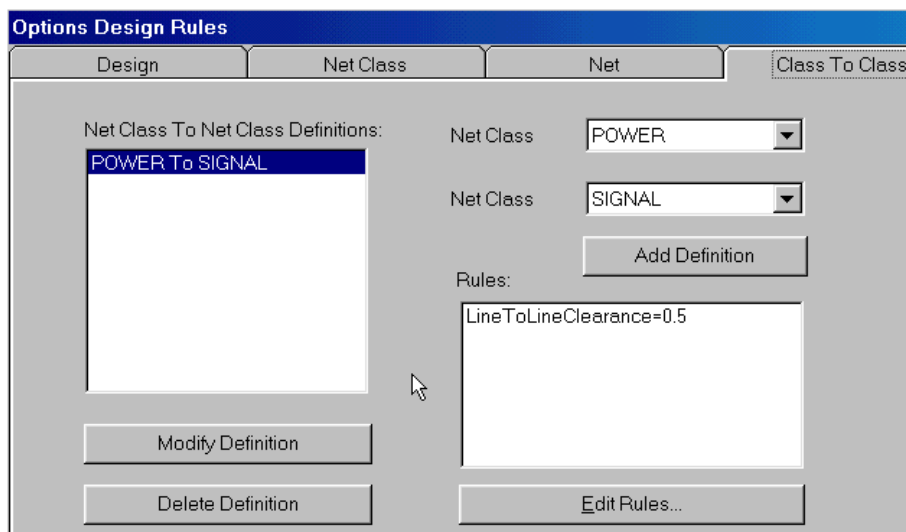 Options Design Rules
Design
Net Class
Net
Class To Class
Net Class To Net Class Definitions:
POWER To SIGNAL
Net Class
POWER
Net Class
SIGNAL
Add Definition
Rules:
LineToLineClearance=0.5
Modify Definition
Delete Definition
Edit Rules...